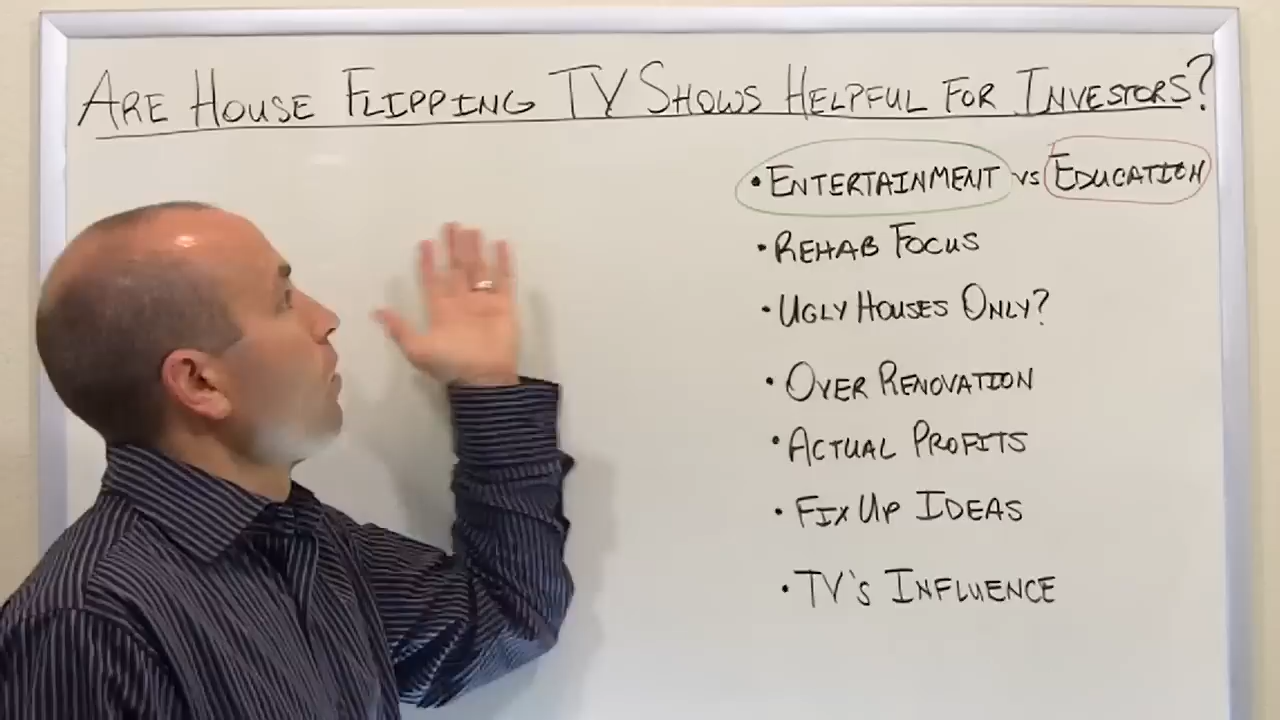 ARE HOUSE FLIPPING TV SHOWS HELPFUL FOR INVESTORS?
• ENTERTAINMENT VS EDUCATION
• REHAB FOCUS
• UGLY HOUSES ONLY?
• OVER RENOVATION
• ACTUAL PROFITS
• FIX UP IDEAS
• TV'S INFLUENCE